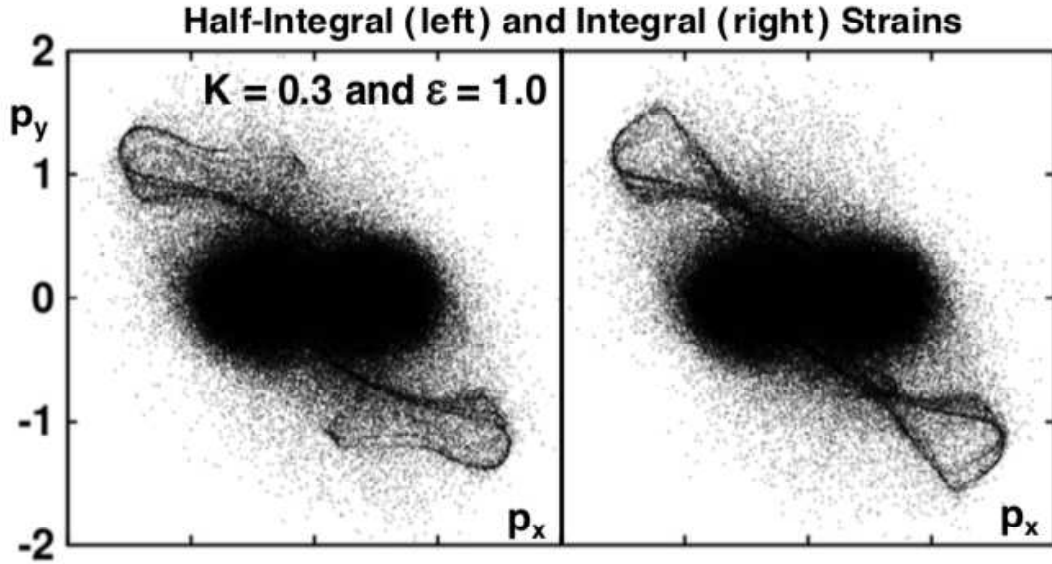 Half-Integral (left) and Integral (right) Strains
2
K = 0.3 and ε = 1.0
p_y
1
0
-1
-2
p_x
p_x